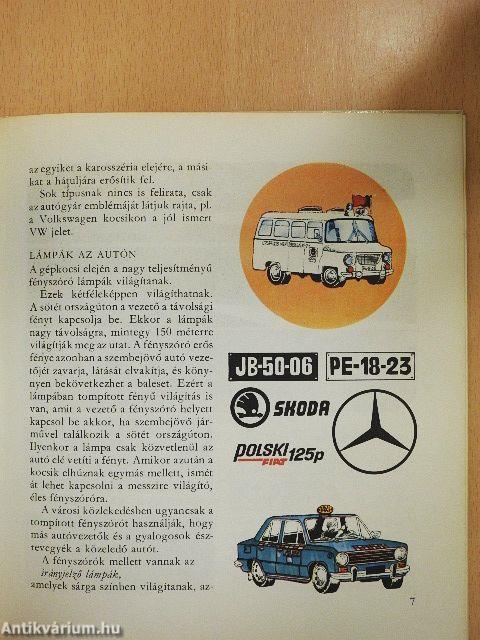 az egyiket a karosszéria elejére, a mási-
kat a hátuljára erősítik fel.
Sok típusnak nincs is felirata, csak
az autógyár emblémáját látjuk rajta, pl.
a Volkswagen kocsikon a jól ismert
VW jelet.
LÁMPÁK AZ AUTÓN
A gépkocsi elején a nagy teljesítményű
fényszóró lámpák világítanak.
Ezek kétféleképpen világíthatnak.
A sötét országúton a vezető a távolsági
fényt kapcsolja be. Ekkor a lámpák
nagy távolságra, mintegy 150 méterre
világítják meg az utat. A fényszóró erős
fénye azonban a szembejövő autó veze-
tőjét zavarja, látását elvakítja, és köny-
nyen bekövetkezhet a baleset. Ezért a
lámpában tompított fényű világítás is
van, amit a vezető a fényszóró helyett
kapcsol be akkor, ha szembejövő jár-
művel találkozik a sötét országúton.
Ilyenkor a lámpa csak közvetlenül az
autó elé vetíti a fényt. Amikor azután a
kocsik elhúznak egymás mellett, ismét
át lehet kapcsolni a messzire világító,
éles fényszóróra.
A városi közlekedésben ugyancsak a
tompított fényszórót használják, hogy
más autóvezetők és a gyalogosok ész-
revegyék a közeledő autót.
A fényszórók mellett vannak az
irányjelző lámpák,
amelyek sárga színben világítanak, az-
JB-50-06
PE-18-23
SKODA
POLSKI
FIAT 125p
7
Antikvárium.hu